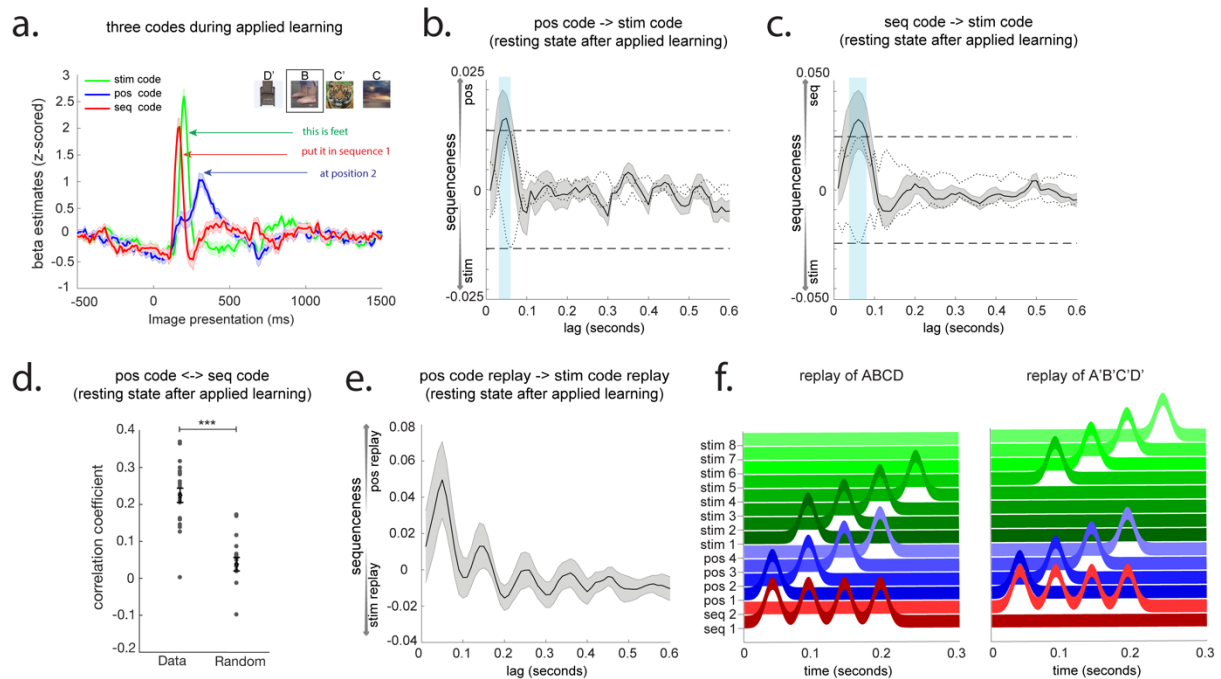 a.
three codes during applied learning
stim code
pos code
seq code
D'
B
C'
C
this is feet
put it in sequence 1
at position 2
beta estimates (z-scored)
3
2.5
2
1.5
1
0.5
0
-0.5
-1
-500
0
500
1000
1500
Image presentation (ms)
b.
pos code -> stim code
(resting state after applied learning)
0.025
0
-0.025
pos
sequenceness
stim
0
0.1
0.2
0.3
0.4
0.5
0.6
lag (seconds)
c.
seq code -> stim code
(resting state after applied learning)
0.050
0
-0.050
seq
sequenceness
stim
0
0.1
0.2
0.3
0.4
0.5
0.6
lag (seconds)
d.
pos code <-> seq code
(resting state after applied learning)
correlation coefficient
0.4
0.3
0.2
0.1
0
-0.1
-0.2
***
Data
Random
e.
pos code replay -> stim code replay
(resting state after applied learning)
pos replay
sequenceness
stim replay
0.08
0.06
0.04
0.02
0
-0.02
-0.04
0
0.1
0.2
0.3
0.4
0.5
0.6
lag (seconds)
f.
replay of ABCD
stim 8
stim 7
stim 6
stim 5
stim 4
stim 3
stim 2
stim 1
pos 4
pos 3
pos 2
pos 1
seq 2
seq 1
0
0.1
0.2
0.3
time (seconds)
replay of A'B'C'D'
0
0.1
0.2
0.3
time (seconds)